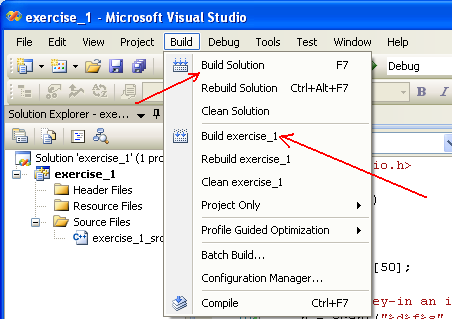 exercise_1 - Microsoft Visual Studio
File Edit View Project Build Debug Tools Test Window Help
Debug
Solution Explorer - exe...
Solution 'exercise_1' (1 pro
exercise_1
Header Files
Resource Files
Source Files
exercise_1_src
Build Solution F7
Rebuild Solution Ctrl+Alt+F7
Clean Solution
Build exercise_1
Rebuild exercise_1
Clean exercise_1
Project Only
Profile Guided Optimization
Batch Build...
Configuration Manager...
Compile Ctrl+F7
B
io.h>
)
[50];
ey-in an i